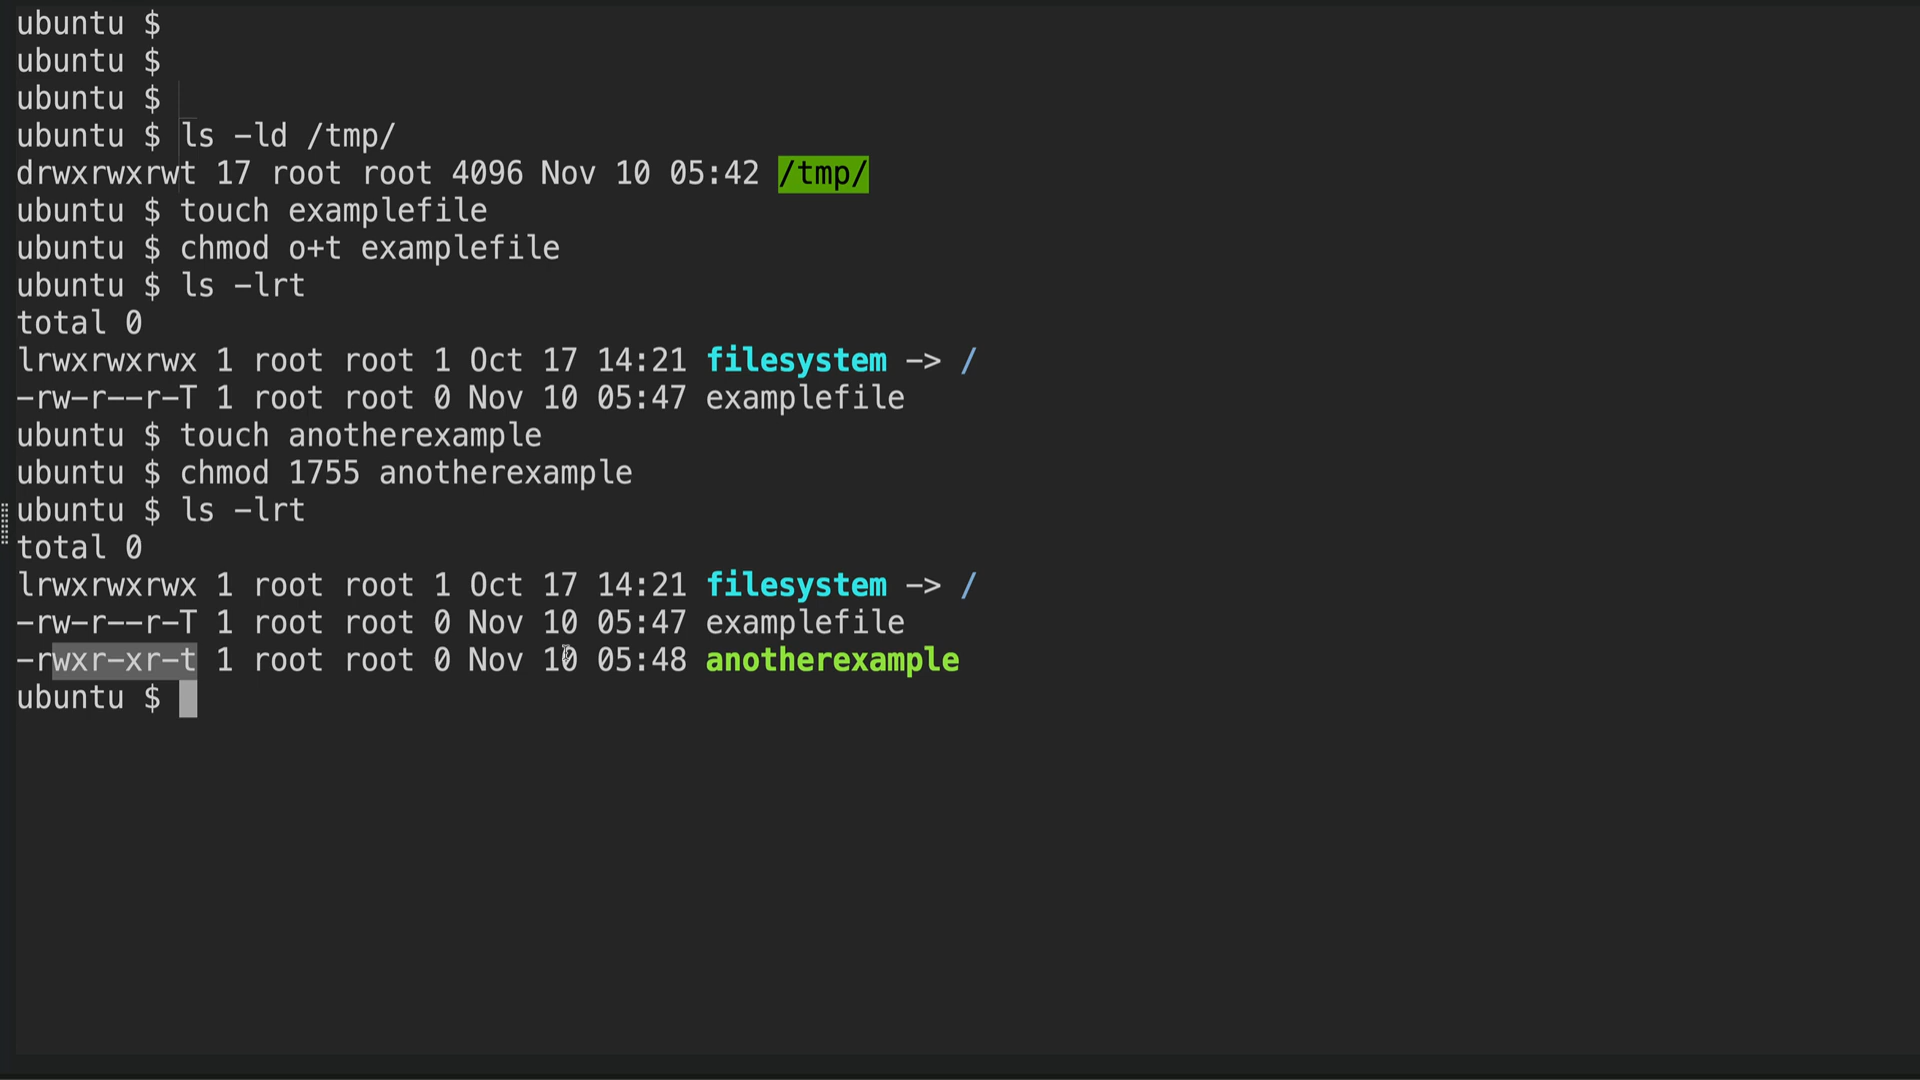 ubuntu $
ubuntu $
ubuntu $
ubuntu $ ls -ld /tmp/
drwxrwxrwt 17 root root 4096 Nov 10 05:42 /tmp/
ubuntu $ touch examplefile
ubuntu $ chmod o+t examplefile
ubuntu $ ls -lrt
total 0
lrwxrwxrwx 1 root root 1 Oct 17 14:21 filesystem -> /
-rw-r--r-T 1 root root 0 Nov 10 05:47 examplefile
ubuntu $ touch anotherexample
ubuntu $ chmod 1755 anotherexample
ubuntu $ ls -lrt
total 0
lrwxrwxrwx 1 root root 1 Oct 17 14:21 filesystem -> /
-rw-r--r-T 1 root root 0 Nov 10 05:47 examplefile
-rwxr-xr-t 1 root root 0 Nov 10 05:48 anotherexample
ubuntu $